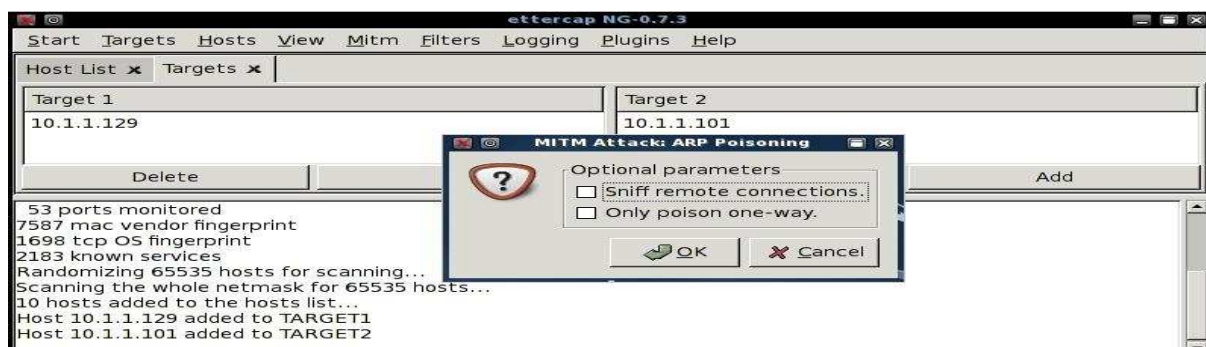 ettercap NG-0.7.3
Start Targets Hosts View Mitm Filters Logging Plugins Help
Host List Targets
Target 1
Target 2
10.1.1.129
10.1.1.101
MITM Attack: ARP Poisoning
Optional parameters
Sniff remote connections.
Only poison one-way.
OK Cancel
Delete
Add
53 ports monitored
7587 mac vendor fingerprint
1698 tcp OS fingerprint
2183 known services
Randomizing 65535 hosts for scanning...
Scanning the whole netmask for 65535 hosts...
10 hosts added to the hosts list...
Host 10.1.1.129 added to TARGET1
Host 10.1.1.101 added to TARGET2